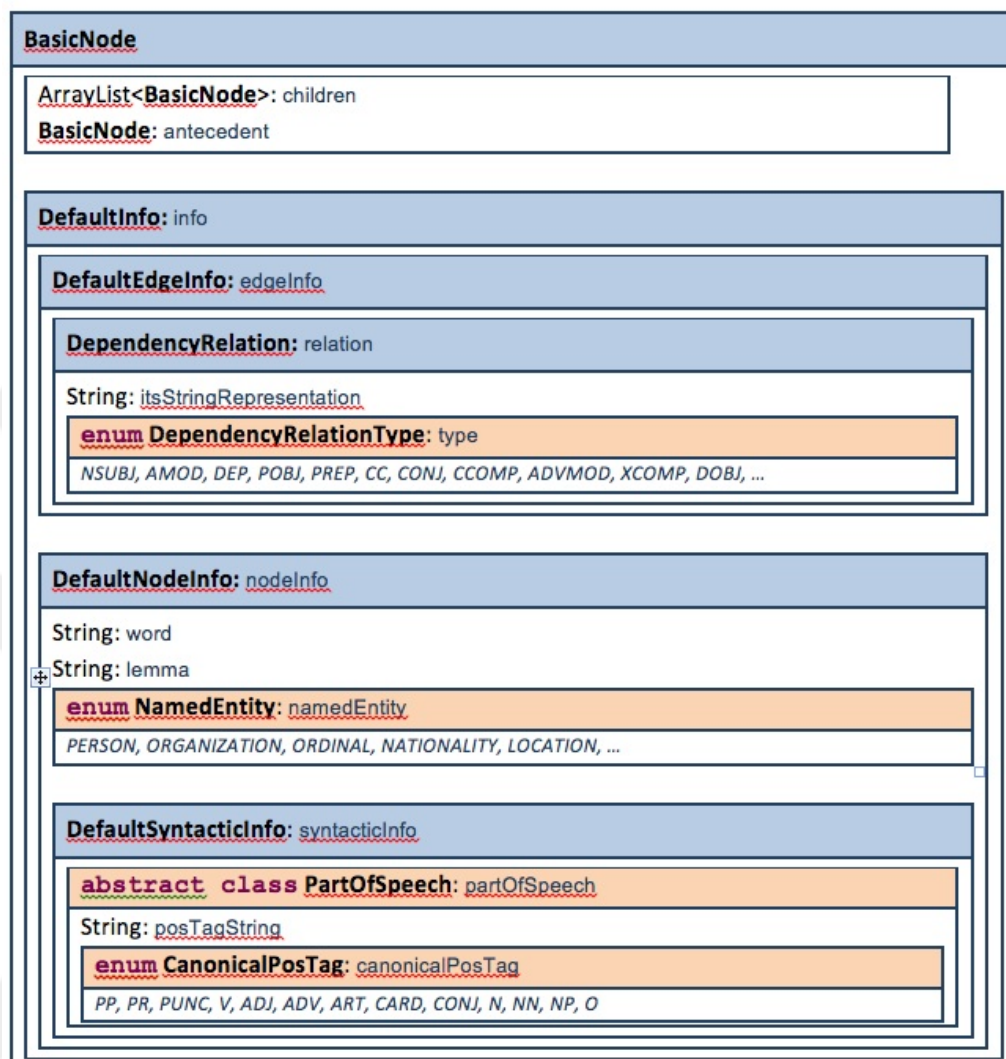 BasicNode
ArrayList<BasicNode>: children
BasicNode: antecedent
DefaultInfo: info
DefaultEdgeInfo: edgeInfo
DependencyRelation: relation
String: itsStringRepresentation
enum DependencyRelationType: type
NSUBJ, AMOD, DEP, POBJ, PREP, CC, CONJ, CCOMP, ADVMOD, XCOMP, DOBJ, ...
DefaultNodeInfo: nodeInfo
String: word
String: lemma
enum NamedEntity: namedEntity
PERSON, ORGANIZATION, ORDINAL, NATIONALITY, LOCATION, ...
DefaultSyntacticInfo: syntacticInfo
abstract class PartOfSpeech: partOfSpeech
String: posTagString
enum CanonicalPosTag: canonicalPosTag
PP, PR, PUNC, V, ADJ, ADV, ART, CARD, CONJ, N, NN, NP, O